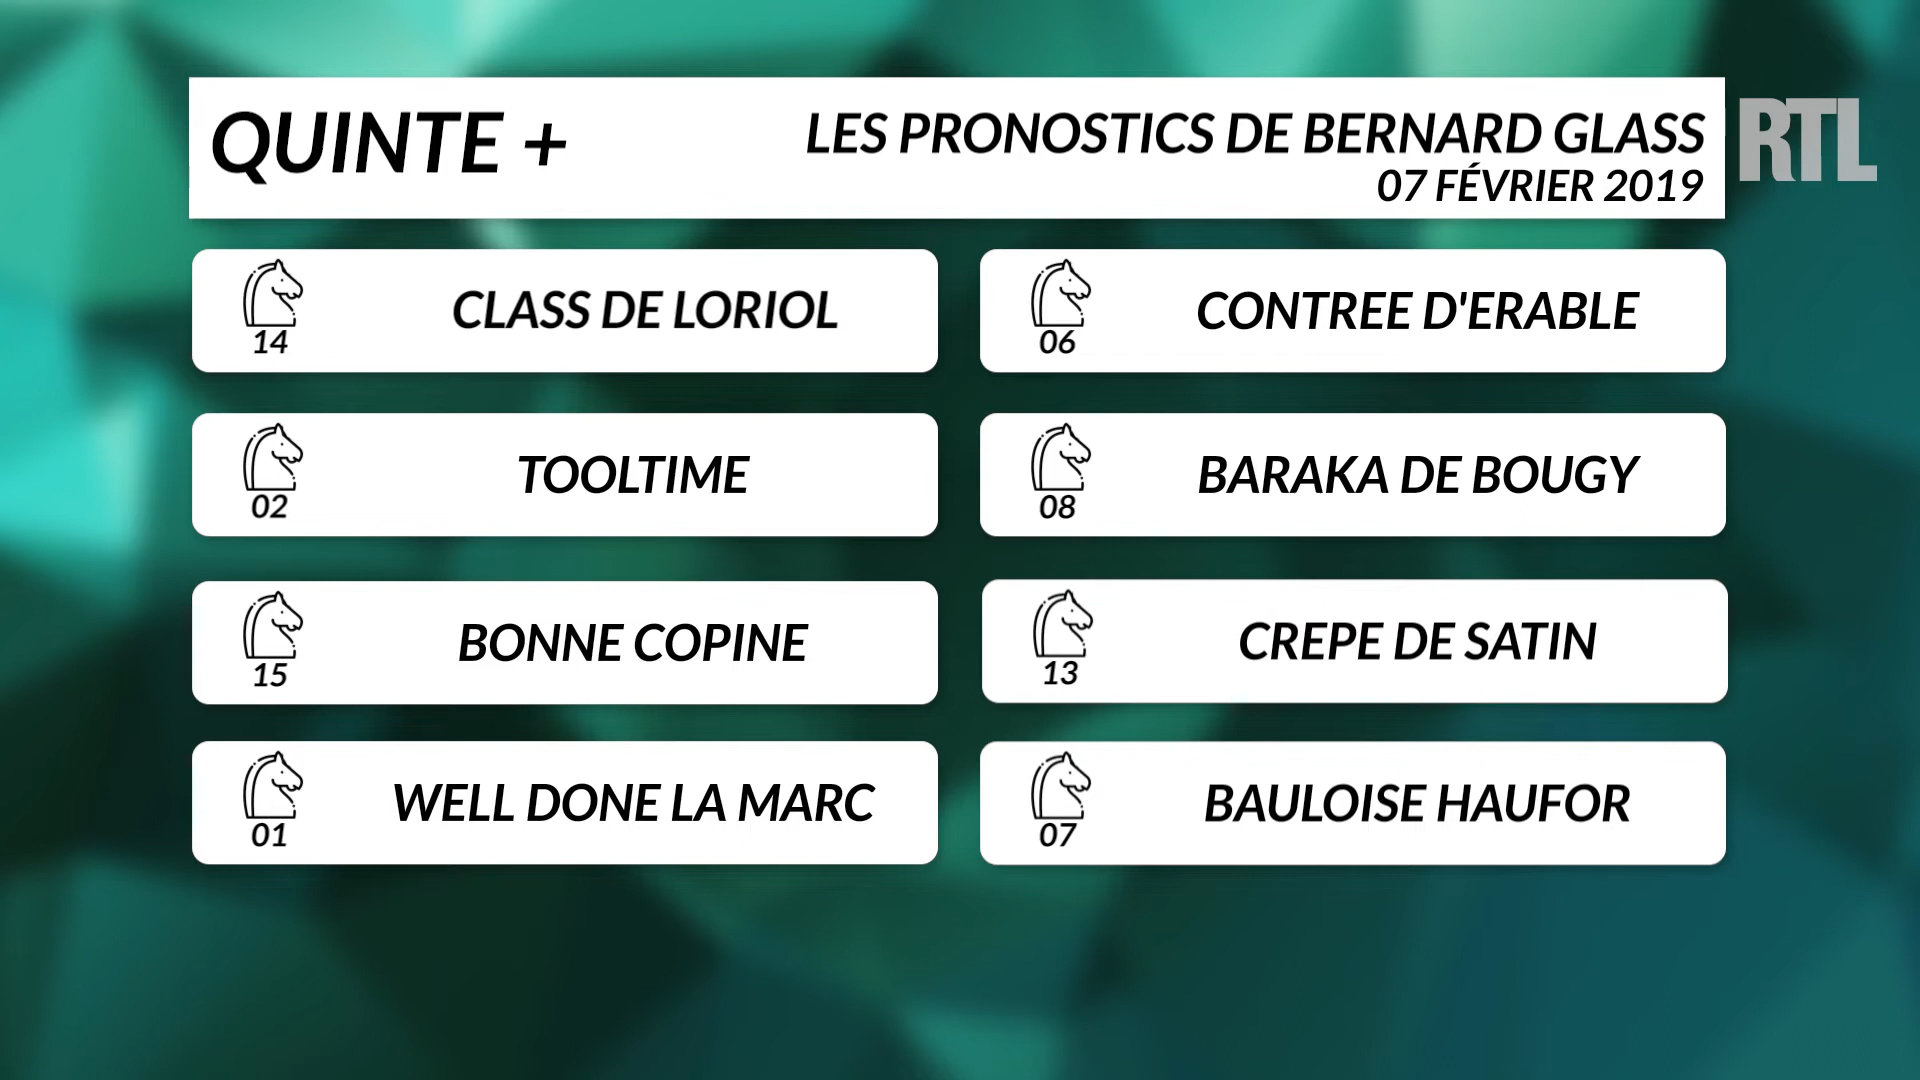 QUINTE +
LES PRONOSTICS DE BERNARD GLASS
07 FÉVRIER 2019
RTL
14
CLASS DE LORIOL
02
TOOLTIME
15
BONNE COPINE
01
WELL DONE LA MARC
06
CONTREE D'ERABLE
08
BARAKA DE BOUGY
13
CREPE DE SATIN
07
BAULOISE HAUFOR